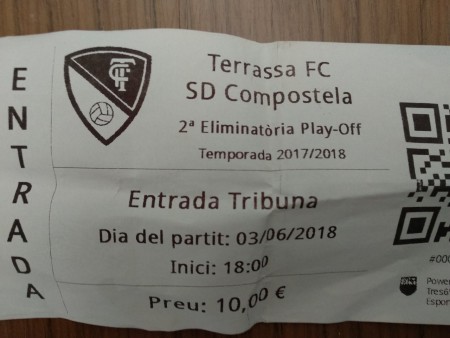 ENTRADA
Terrassa FC
SD Compostela
2ª Eliminatòria Play-Off
Temporada 2017/2018
Entrada Tribuna
Dia del partit: 03/06/2018
Inici: 18:00
Preu: 10,00 €
#000